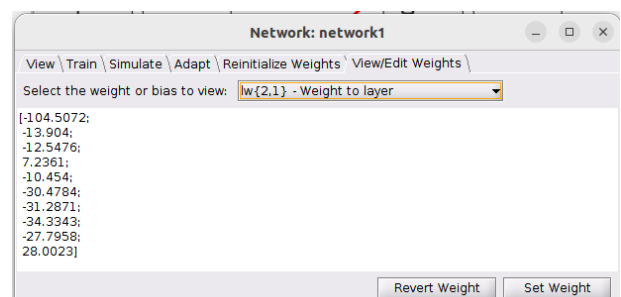 Network: network1
View \ Train \ Simulate \ Adapt \ Reinitialize Weights \ View/Edit Weights \
Select the weight or bias to view: lw{2,1} - Weight to layer
[-104.5072;
-13.904;
-12.5476;
7.2361;
-10.454;
-30.4784;
-31.2871;
-34.3343;
-27.7958;
28.0023]
Revert Weight Set Weight